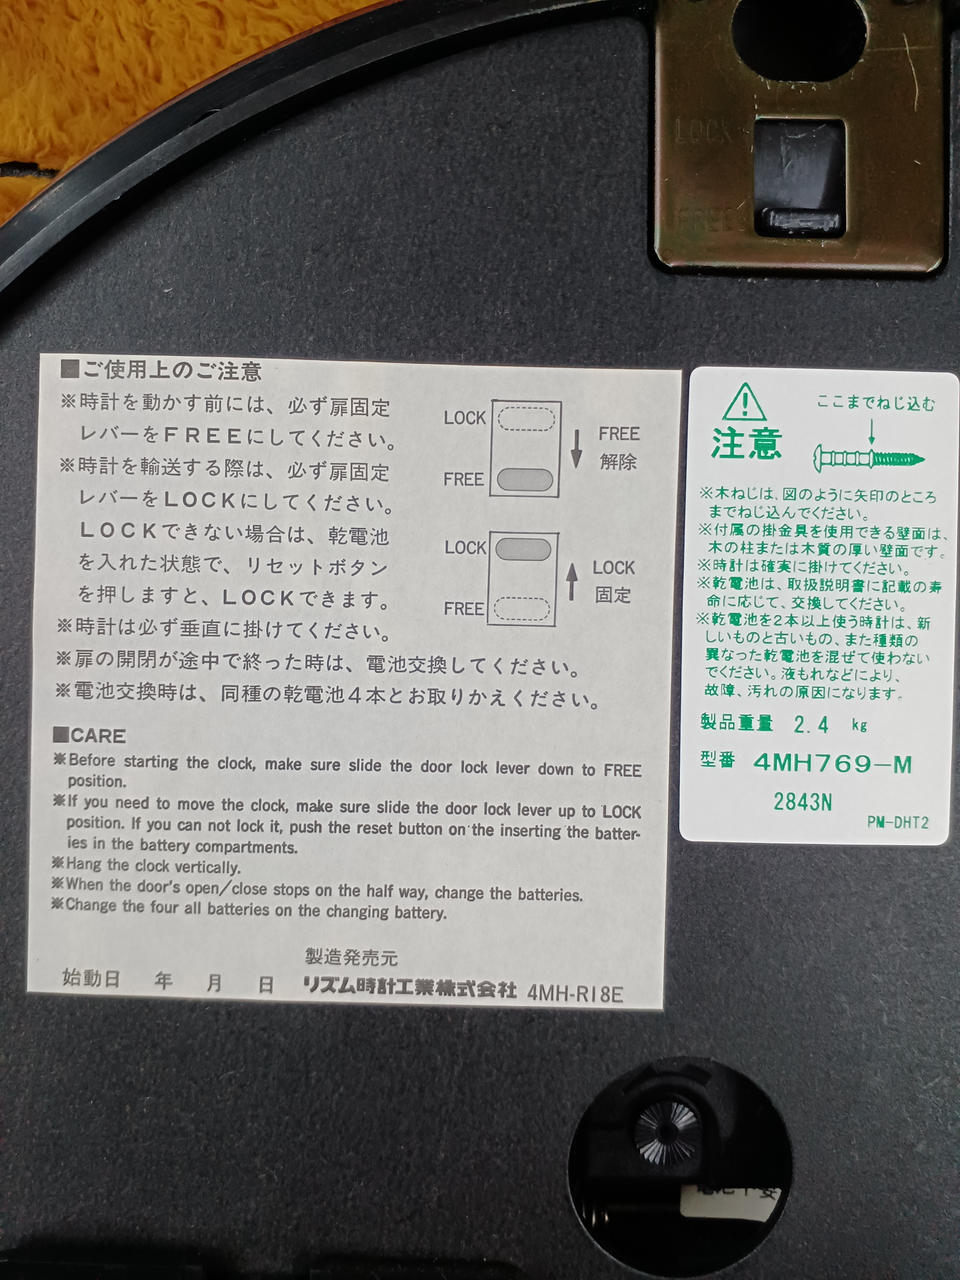 LOCK
FREE
■ご使用上のご注意
※時計を動かす前には、必ず扉固定
レバーをFREEにしてください。
※時計を輸送する際は、必ず扉固定
レバーをLOCKにしてください。
LOCKできない場合は、乾電池
を入れた状態で、リセットボタン
を押しますと、LOCKできます。
※時計は必ず垂直に掛けてください。
※扉の開閉が途中で終った時は、電池交換してください。
※電池交換時は、同種の乾電池4本とお取りかえください。
LOCK
FREE
FREE
解除
LOCK
FREE
LOCK
固定
■CARE
※Before starting the clock, make sure slide the door lock lever down to FREE
position.
※If you need to move the clock, make sure slide the door lock lever up to LOCK
position. If you can not lock it, push the reset button on the inserting the batter-
ies in the battery compartments.
※Hang the clock vertically.
※When the door's open/close stops on the half way, change the batteries.
※Change the four all batteries on the changing battery.
製造発売元
始動日 年 月 日 リズム時計工業株式会社 4MH-R18E
注意
ここまでねじ込む
※木ねじは、図のように矢印のところ
までねじ込んでください。
※付属の掛金具を使用できる壁面は、
木の柱または木質の厚い壁面です。
※時計は確実に掛けてください。
※乾電池は、取扱説明書に記載の寿
命に応じて、交換してください。
※乾電池を2本以上使う時計は、新
しいものと古いもの、また種類の
異なった乾電池を混ぜて使わない
でください。液もれなどにより、
故障、汚れの原因になります。
製品重量 2.4 kg
型番 4MH769-M
2843N
PM-DHT2